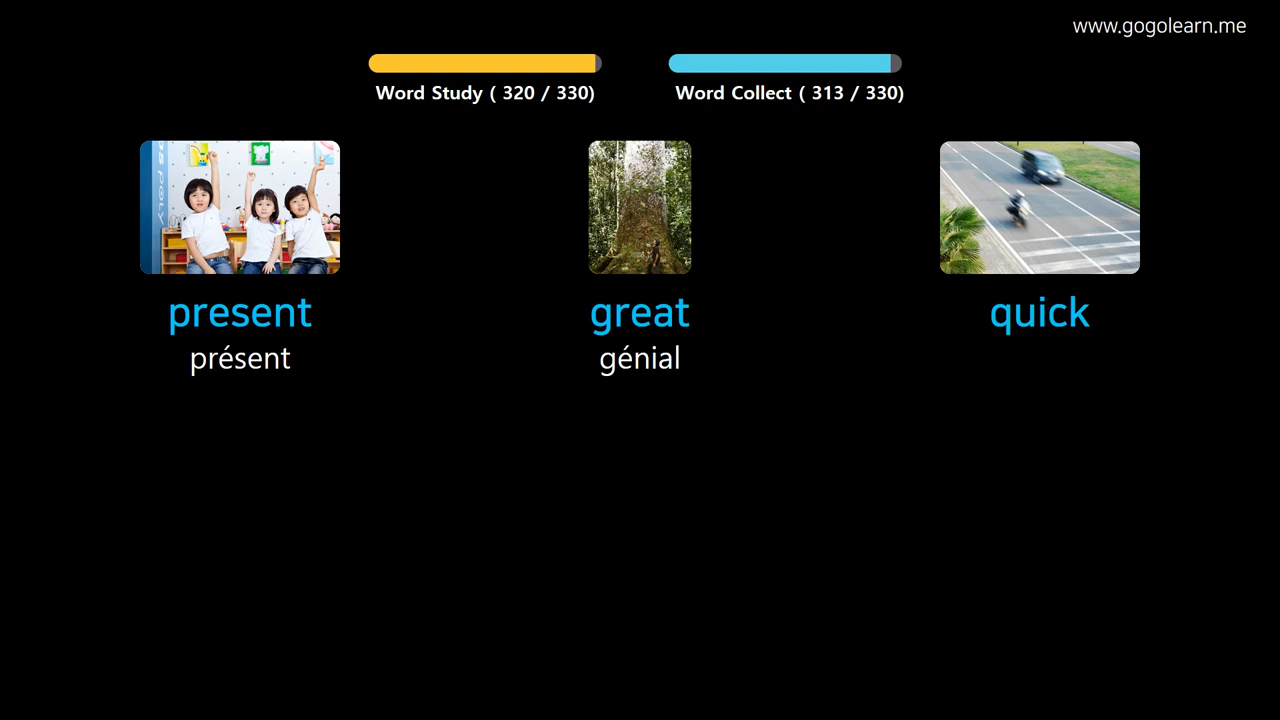 www.gogolearn.me
Word Study ( 320 / 330)
Word Collect ( 313 / 330)
present
great
quick
présent
génial